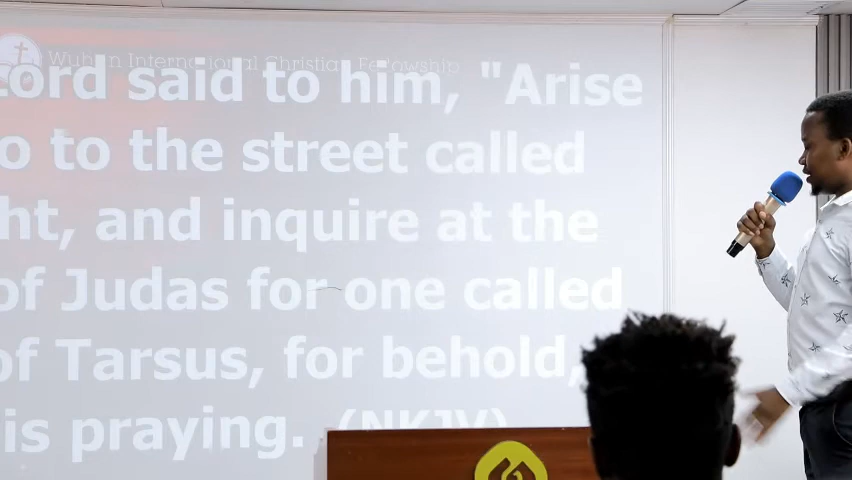 Wuhan International Christian Fellowship
Lord said to him, "Arise
o to the street called
ht, and inquire at the
of Judas for one called
of Tarsus, for behold,
is praying. (NKJV)